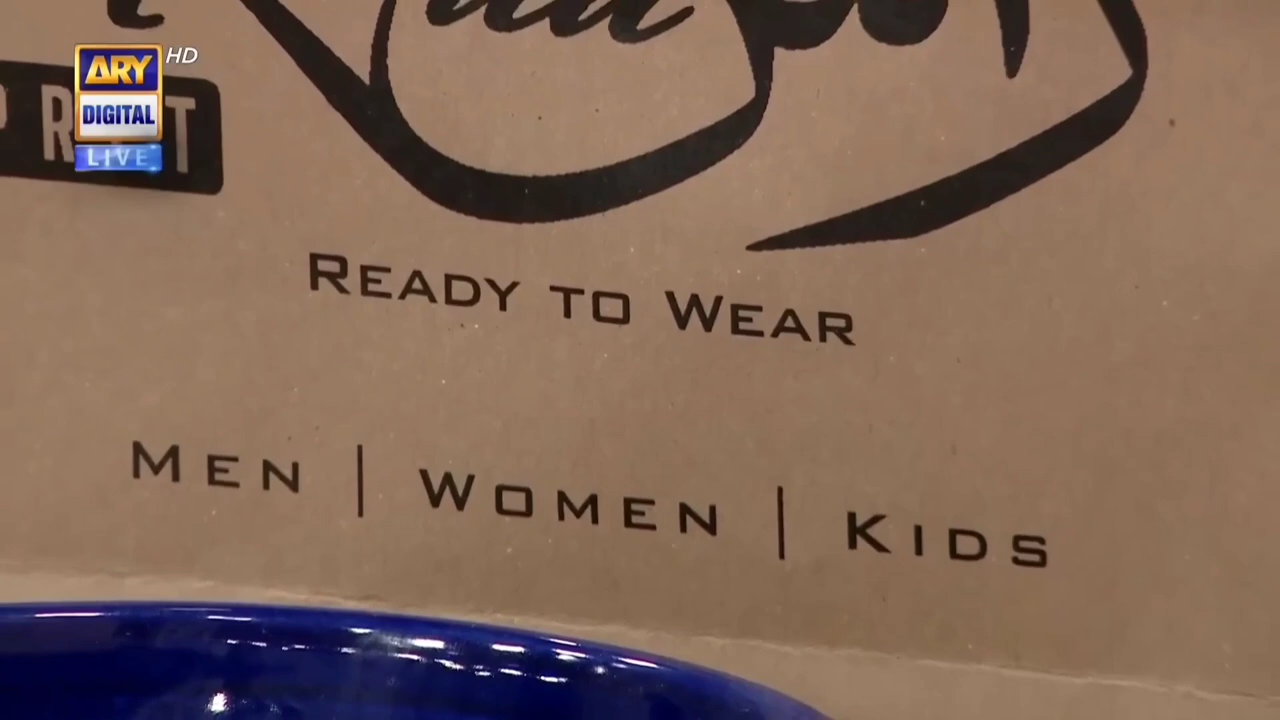 ARY HD
DIGITAL
LIVE
READY TO WEAR
MEN | WOMEN | KIDS